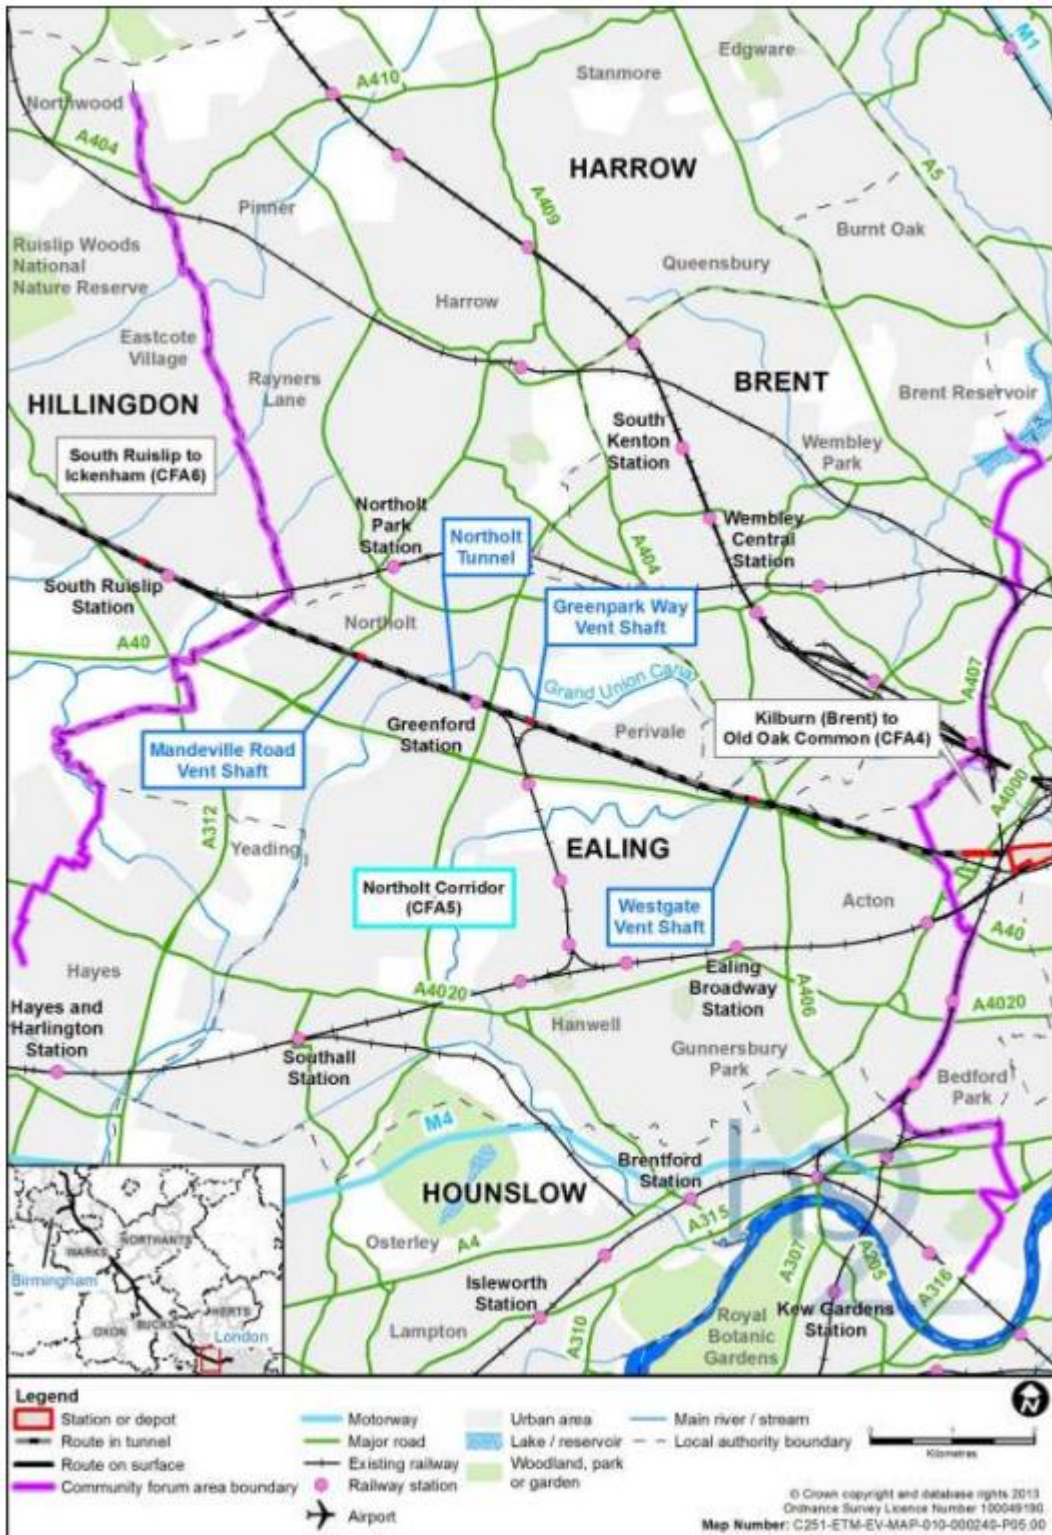 M1
Edgware
Stanmore
A410
Northwood
A404
HARROW
A5
A409
Pinner
Burnt Oak
Ruislip Woods
National
Nature Reserve
Queensbury
Harrow
Eastcote
Village
Rayners
Lane
BRENT
Brent Reservoir
HILLINGDON
South
Kenton
Station
Wembley
Park
South Ruislip to
Ickenham (CFA6)
Northolt
Park
Station
Northolt
Tunnel
Wembley
Central
Station
A404
South Ruislip
Station
Greenpark Way
Vent Shaft
Northolt
A40
A407
Grand Union Canal
Kilburn (Brent) to
Old Oak Common (CFA4)
Greenford
Station
Perivale
Mandeville Road
Vent Shaft
A4000
A312
Yeading
EALING
Northolt Corridor
(CFA5)
Westgate
Vent Shaft
Acton
A40
Hayes
A4020
Ealing
Broadway
Station
A406
A4020
Hayes and
Harlington
Station
Hanwell
Southall
Station
Gunnersbury
Park
Bedford
Park
M4
Brentford
Station
HOUNSLOW
A315
Osterley
A4
A307
A205
A316
Isleworth
Station
Kew Gardens
Station
Royal
Botanic
Gardens
Lampton
A310
NORTHANTS
WARKS
Birmingham
HERTS
BUCKS
OXON
London
Legend
Station or depot
Route in tunnel
Route on surface
Community forum area boundary
Motorway
Major road
Existing railway
Railway station
Airport
Urban area
Lake / reservoir
Woodland, park
or garden
Main river / stream
Local authority boundary
N
Kilometres
© Crown copyright and database rights 2013
Ordnance Survey Licence Number 100049190
Map Number: C251-ETM-EV-MAP-010-000240-P05.00